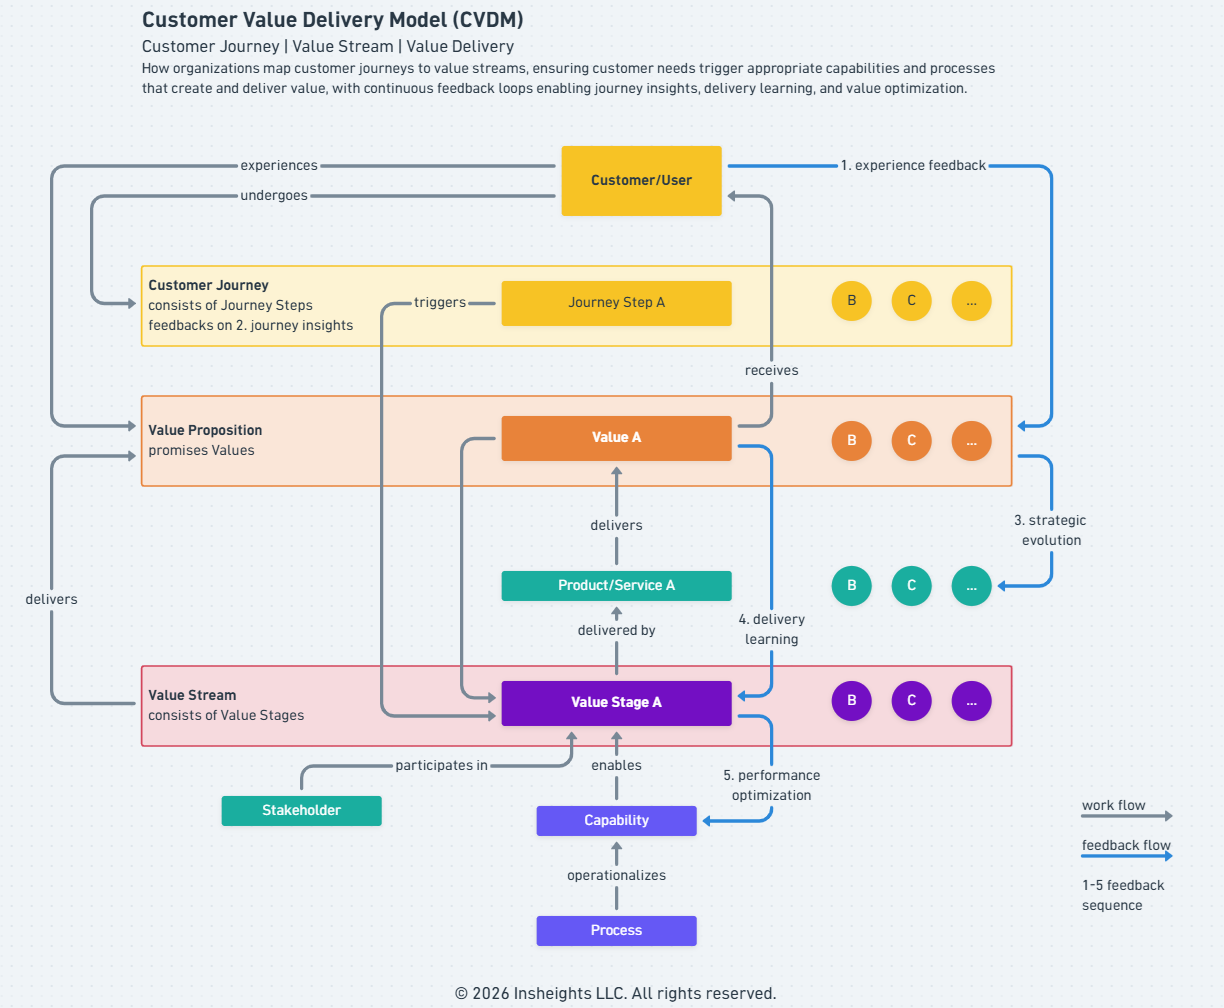 Customer Value Delivery Model (CVDM)
Customer Journey | Value Stream | Value Delivery
How organizations map customer journeys to value streams, ensuring customer needs trigger appropriate capabilities and processes
that create and deliver value, with continuous feedback loops enabling journey insights, delivery learning, and value optimization.
experiences
Customer/User
1. experience feedback
undergoes
Customer Journey
consists of Journey Steps
feedbacks on 2. journey insights
triggers
Journey Step A
B
C
...
receives
Value Proposition
promises Values
Value A
B
C
...
delivers
3. strategic
evolution
Product/Service A
B
C
...
delivers
delivered by
4. delivery
learning
Value Stream
consists of Value Stages
Value Stage A
B
C
...
participates in
enables
5. performance
optimization
Stakeholder
Capability
operationalizes
Process
work flow
feedback flow
1-5 feedback
sequence
© 2026 Insheights LLC. All rights reserved.